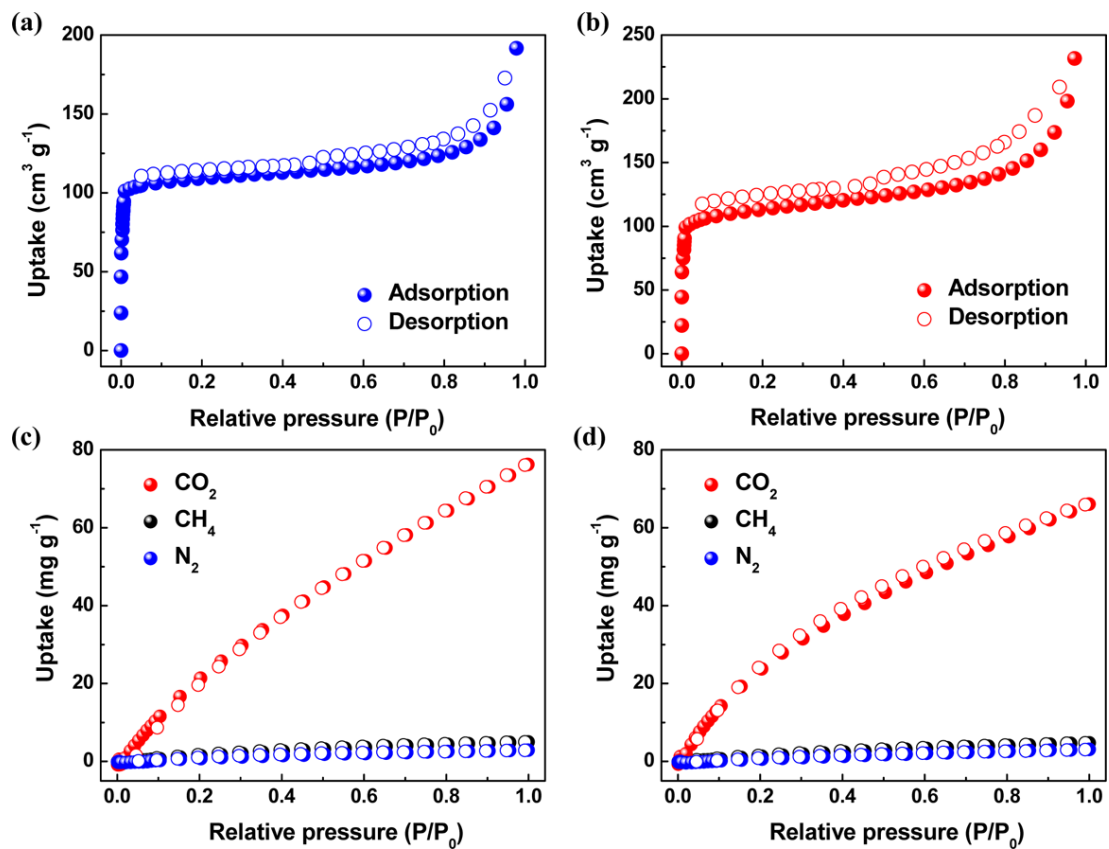 (a)
200
150
100
50
0
Uptake (cm³ g⁻¹)
Adsorption
Desorption
0.0 0.2 0.4 0.6 0.8 1.0
Relative pressure (P/P₀)
(b)
250
200
150
100
50
0
Uptake (cm³ g⁻¹)
Adsorption
Desorption
0.0 0.2 0.4 0.6 0.8 1.0
Relative pressure (P/P₀)
(c)
80
60
40
20
0
Uptake (mg g⁻¹)
CO₂
CH₄
N₂
0.0 0.2 0.4 0.6 0.8 1.0
Relative pressure (P/P₀)
(d)
80
60
40
20
0
Uptake (mg g⁻¹)
CO₂
CH₄
N₂
0.0 0.2 0.4 0.6 0.8 1.0
Relative pressure (P/P₀)